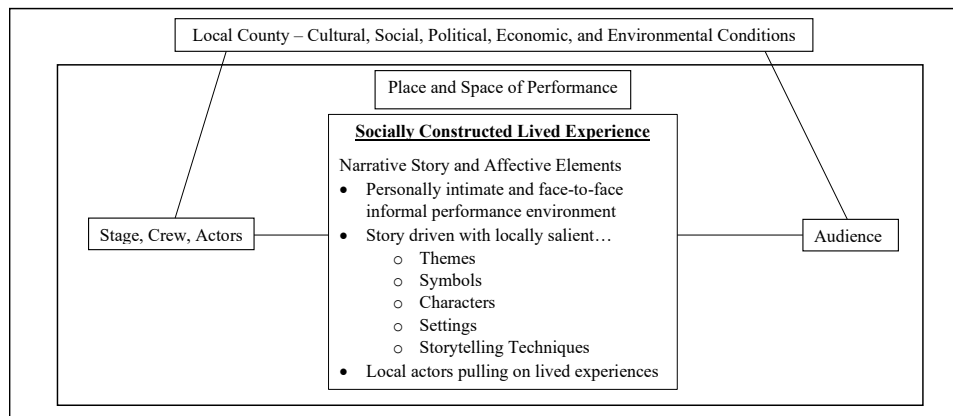 Local County – Cultural, Social, Political, Economic, and Environmental Conditions
Place and Space of Performance
Socially Constructed Lived Experience
Narrative Story and Affective Elements
• Personally intimate and face-to-face
informal performance environment
Stage, Crew, Actors
• Story driven with locally salient…
Audience
o Themes
o Symbols
o Characters
o Settings
o Storytelling Techniques
• Local actors pulling on lived experiences